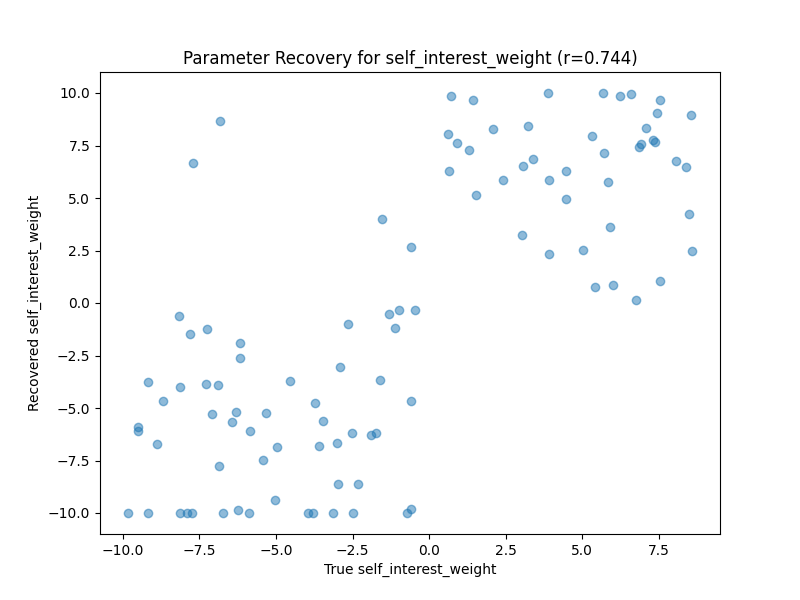 Parameter Recovery for self_interest_weight (r=0.744)
10.0
7.5
5.0
2.5
0.0
−2.5
−5.0
−7.5
−10.0
Recovered self_interest_weight
−10.0 −7.5 −5.0 −2.5 0.0 2.5 5.0 7.5
True self_interest_weight